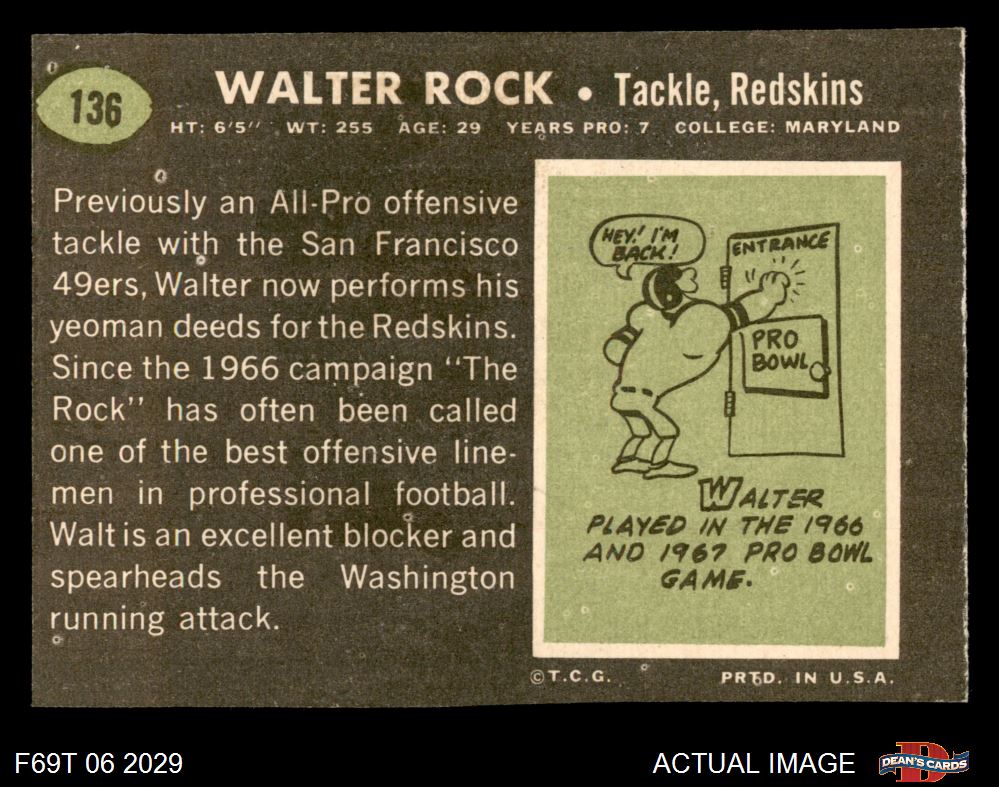 136
WALTER ROCK • Tackle, Redskins
HT: 6'5" WT: 255 AGE: 29 YEARS PRO: 7 COLLEGE: MARYLAND
Previously an All-Pro offensive
tackle with the San Francisco
49ers, Walter now performs his
yeoman deeds for the Redskins.
Since the 1966 campaign "The
Rock" has often been called
one of the best offensive line-
men in professional football.
Walt is an excellent blocker and
spearheads the Washington
running attack.
HEY! I'M
BACK!
ENTRANCE
PRO
BOWL
WALTER
PLAYED IN THE 1966
AND 1967 PRO BOWL
GAME.
©T.C.G. PRTD. IN U.S.A.
F69T 06 2029
ACTUAL IMAGE
D
DEAN'S CARDS